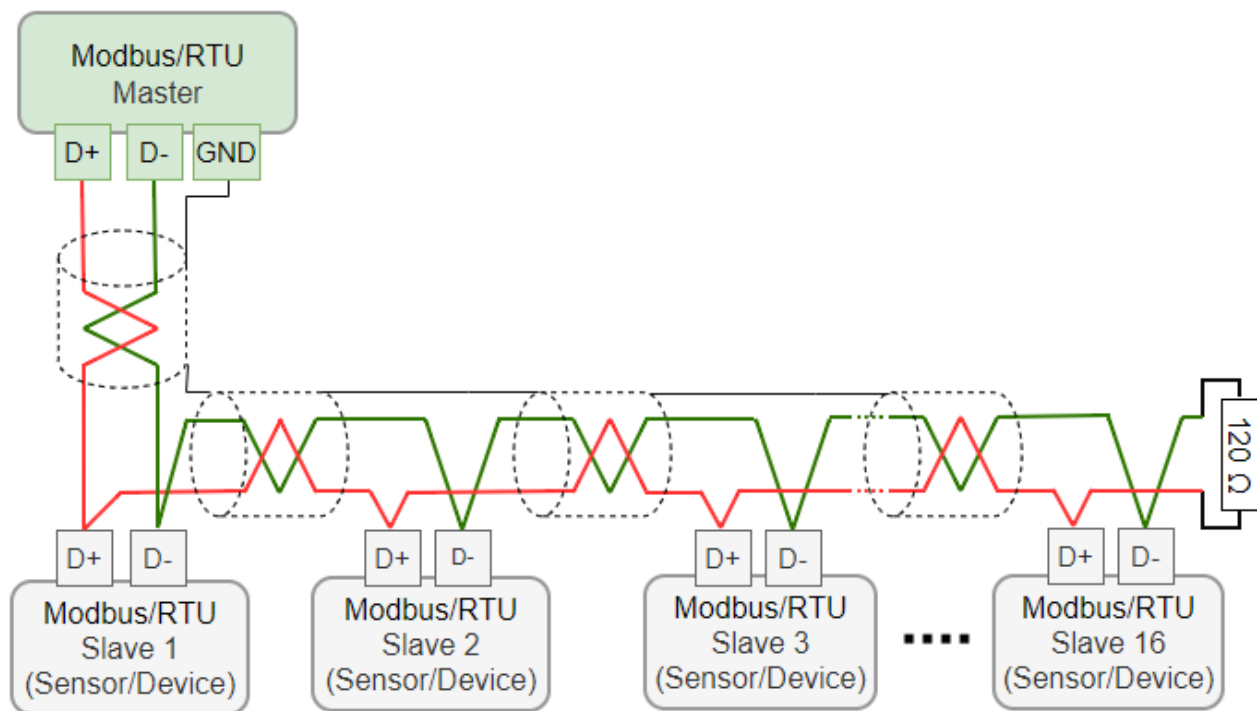 Modbus/RTU
Master
D+
D-
GND
120 Ω
D+
D-
D+
D-
D+
D-
D+
D-
Modbus/RTU
Slave 1
(Sensor/Device)
Modbus/RTU
Slave 2
(Sensor/Device)
Modbus/RTU
Slave 3
(Sensor/Device)
Modbus/RTU
Slave 16
(Sensor/Device)